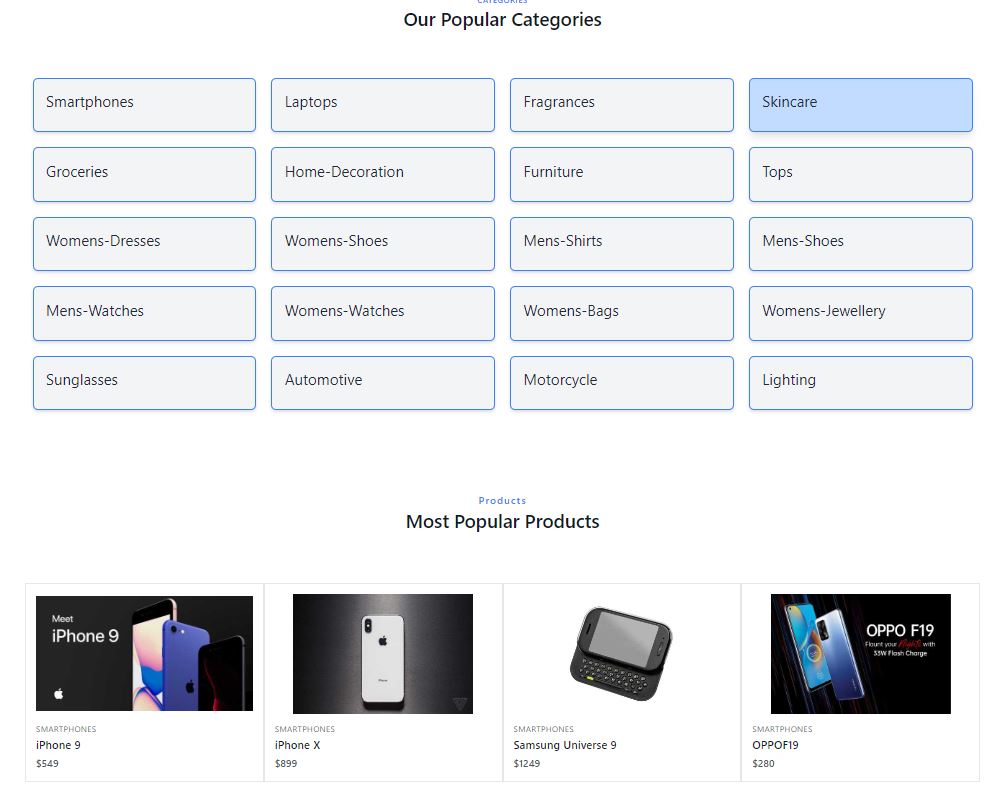 CATEGORIES
Our Popular Categories
Smartphones
Laptops
Fragrances
Skincare
Groceries
Home-Decoration
Furniture
Tops
Womens-Dresses
Womens-Shoes
Mens-Shirts
Mens-Shoes
Mens-Watches
Womens-Watches
Womens-Bags
Womens-Jewellery
Sunglasses
Automotive
Motorcycle
Lighting
Products
Most Popular Products
Meet
iPhone 9
SMARTPHONES
iPhone 9
$549
iPhone
SMARTPHONES
iPhone X
$899
SMARTPHONES
Samsung Universe 9
$1249
OPPO F19
Flaunt your Nights with
33W Flash Charge
SMARTPHONES
OPPOF19
$280